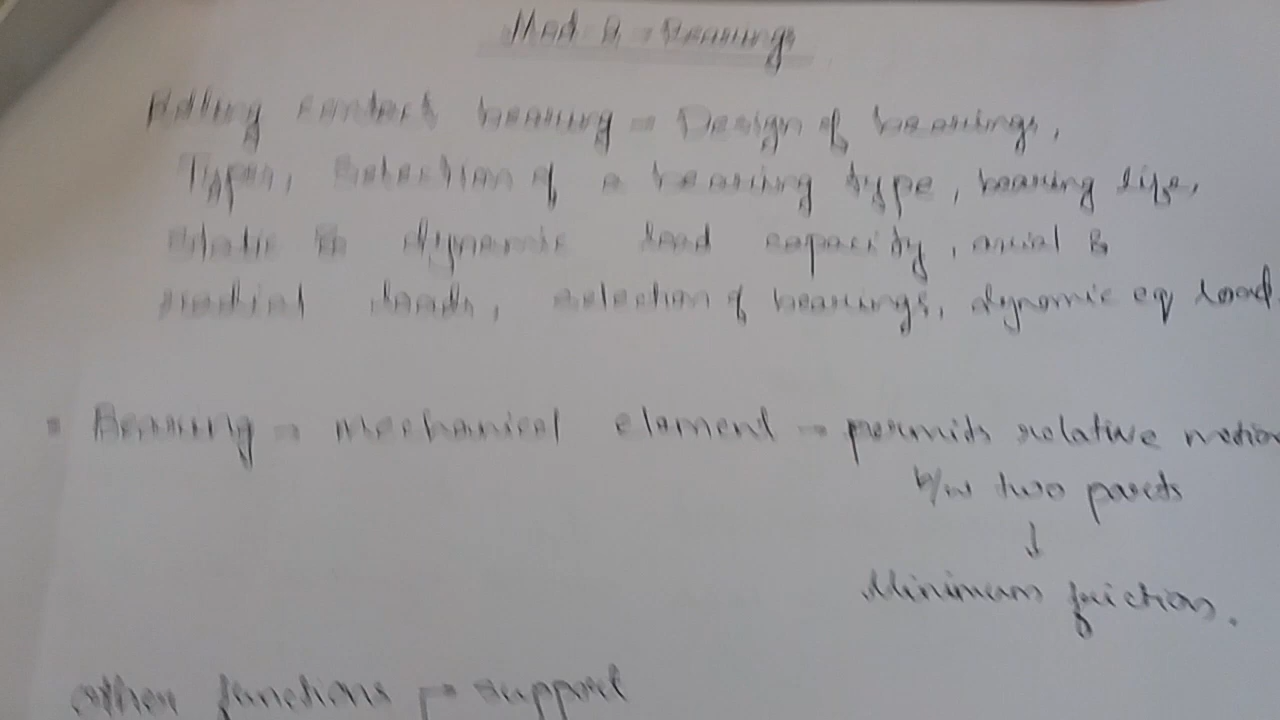 Mod 2 : Bearings
Rolling contact bearing - Design of bearings,
Types, Selection of a bearing type, bearing life,
Static & dynamic load capacity, axial &
radial loads, selection of bearings, dynamic eq load
Bearing - mechanical element - permits relative motion
b/w two parts
↓
Minimum friction.
Other functions → support